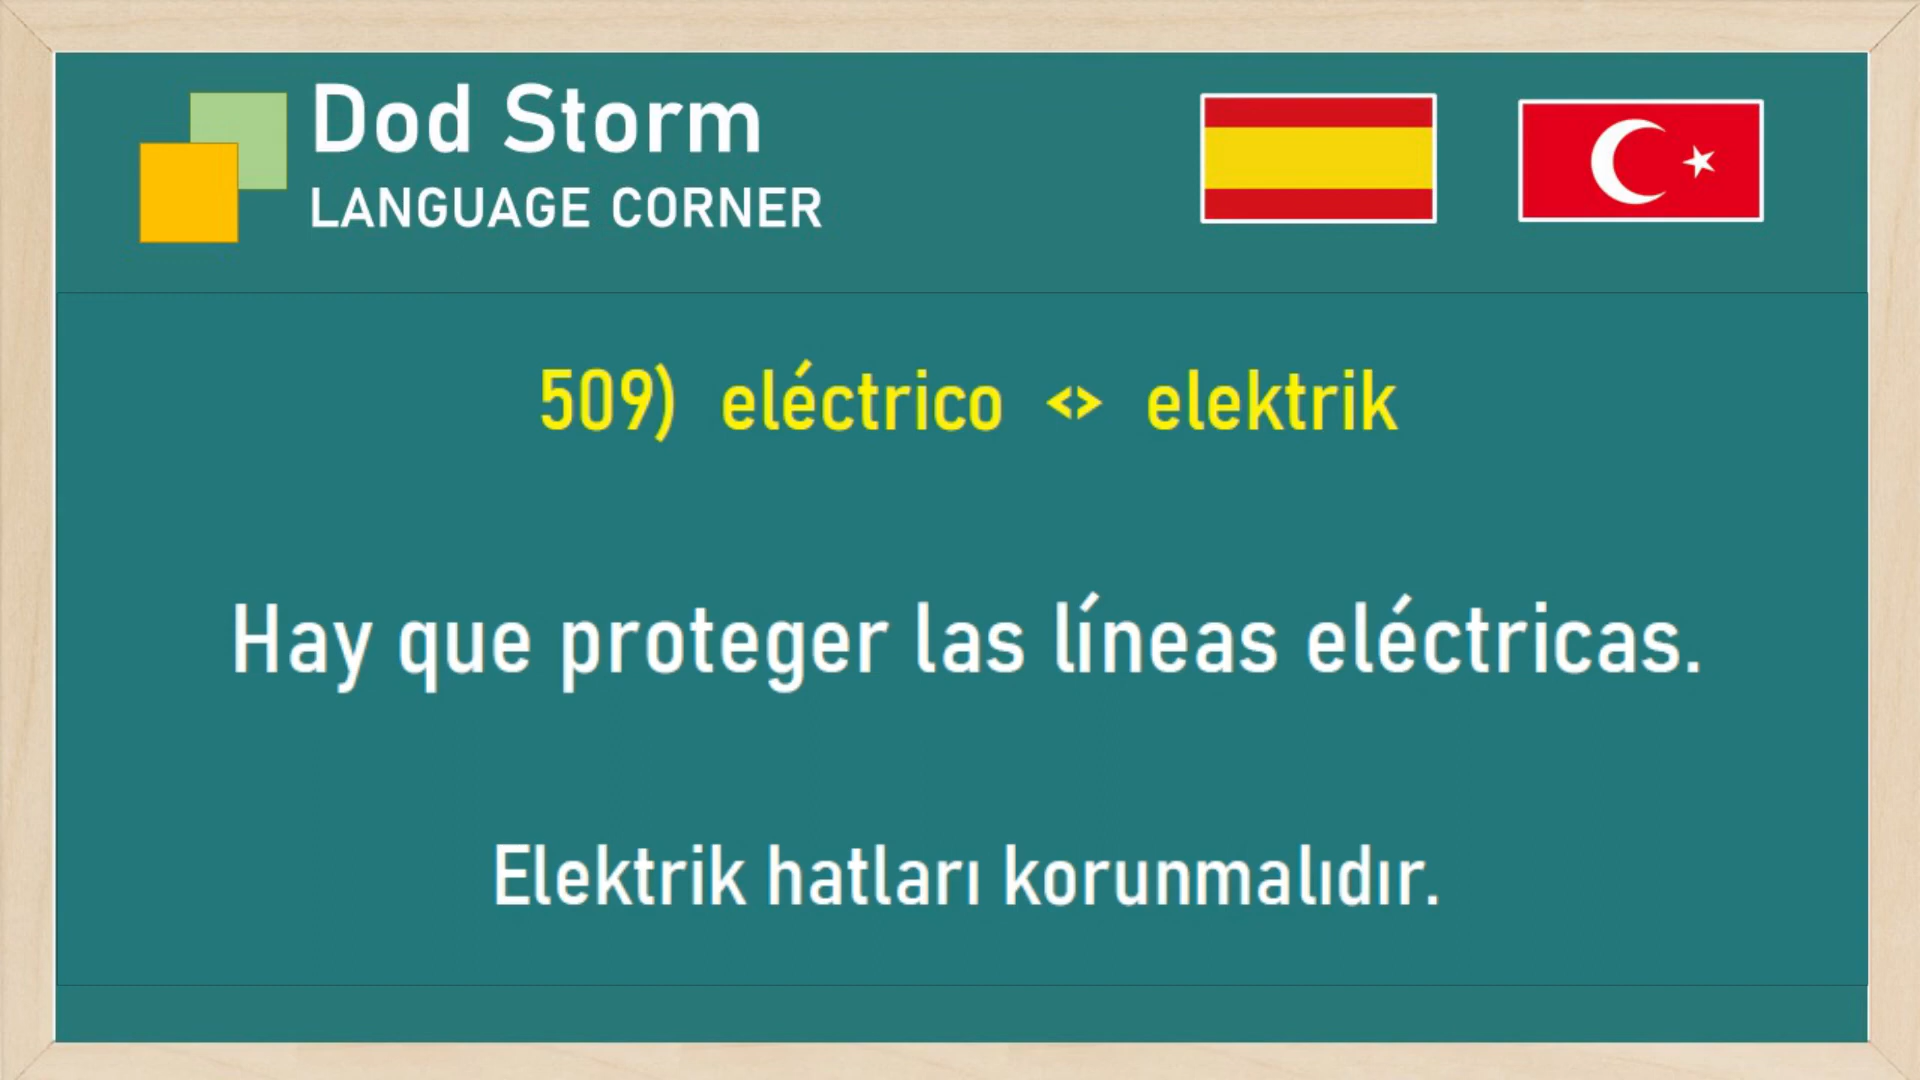 Dod Storm
LANGUAGE CORNER
509) eléctrico <> elektrik
Hay que proteger las líneas eléctricas.
Elektrik hatları korunmalıdır.